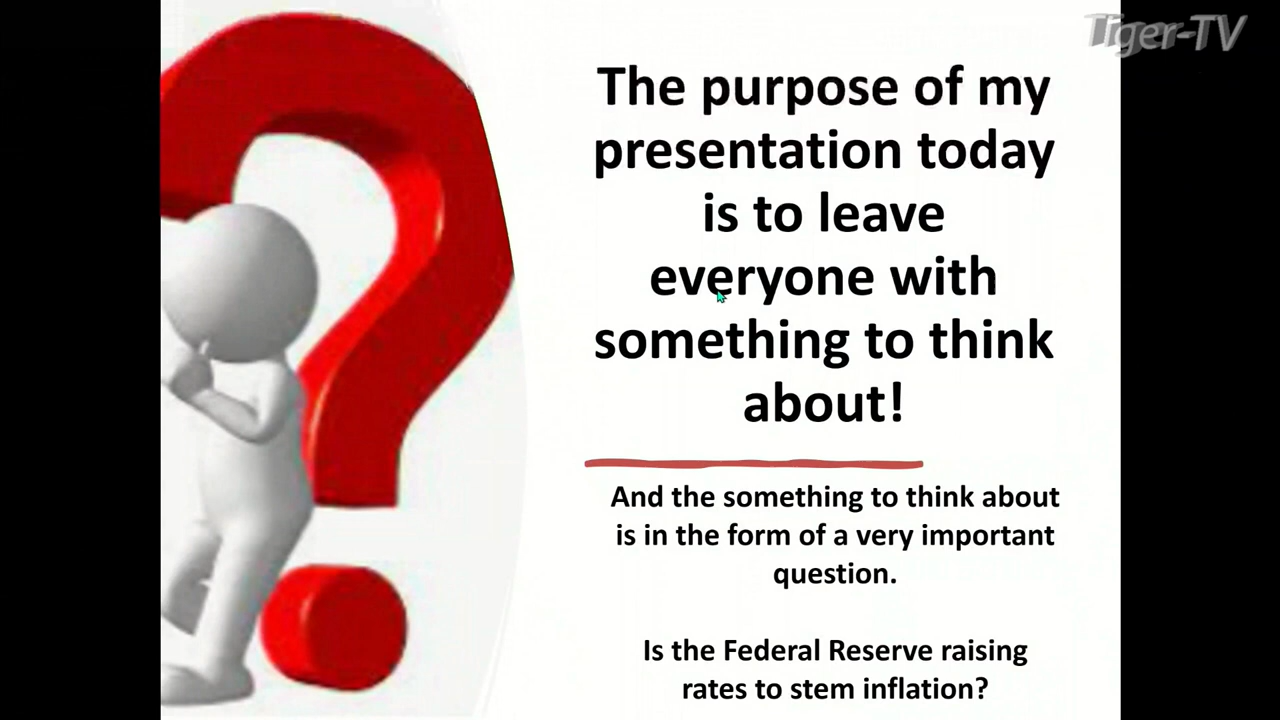 Tiger-TV
The purpose of my
presentation today
is to leave
everyone with
something to think
about!
And the something to think about
is in the form of a very important
question.
Is the Federal Reserve raising
rates to stem inflation?